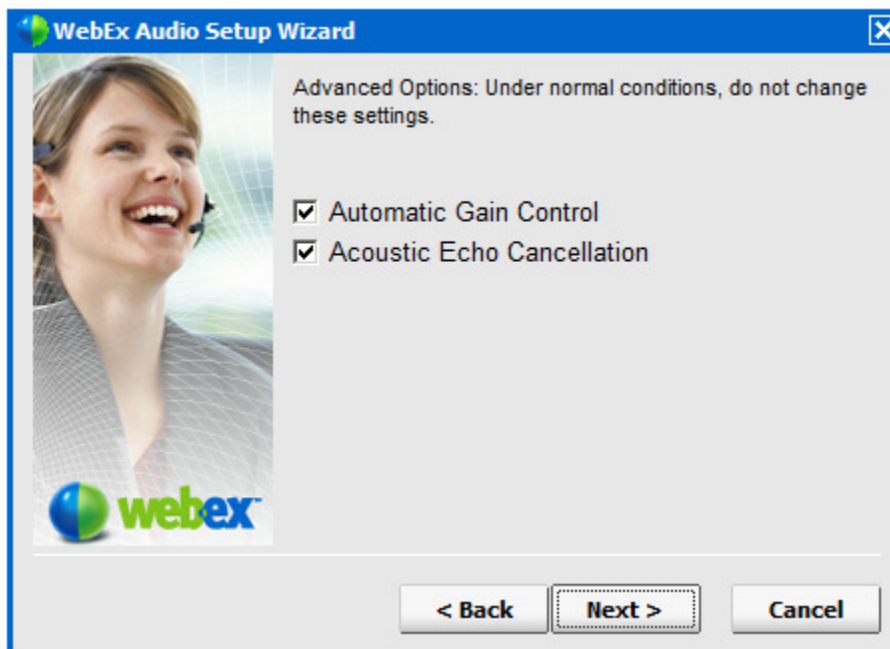 WebEx Audio Setup Wizard
Advanced Options: Under normal conditions, do not change
these settings.
Automatic Gain Control
Acoustic Echo Cancellation
webex™
< Back
Next >
Cancel